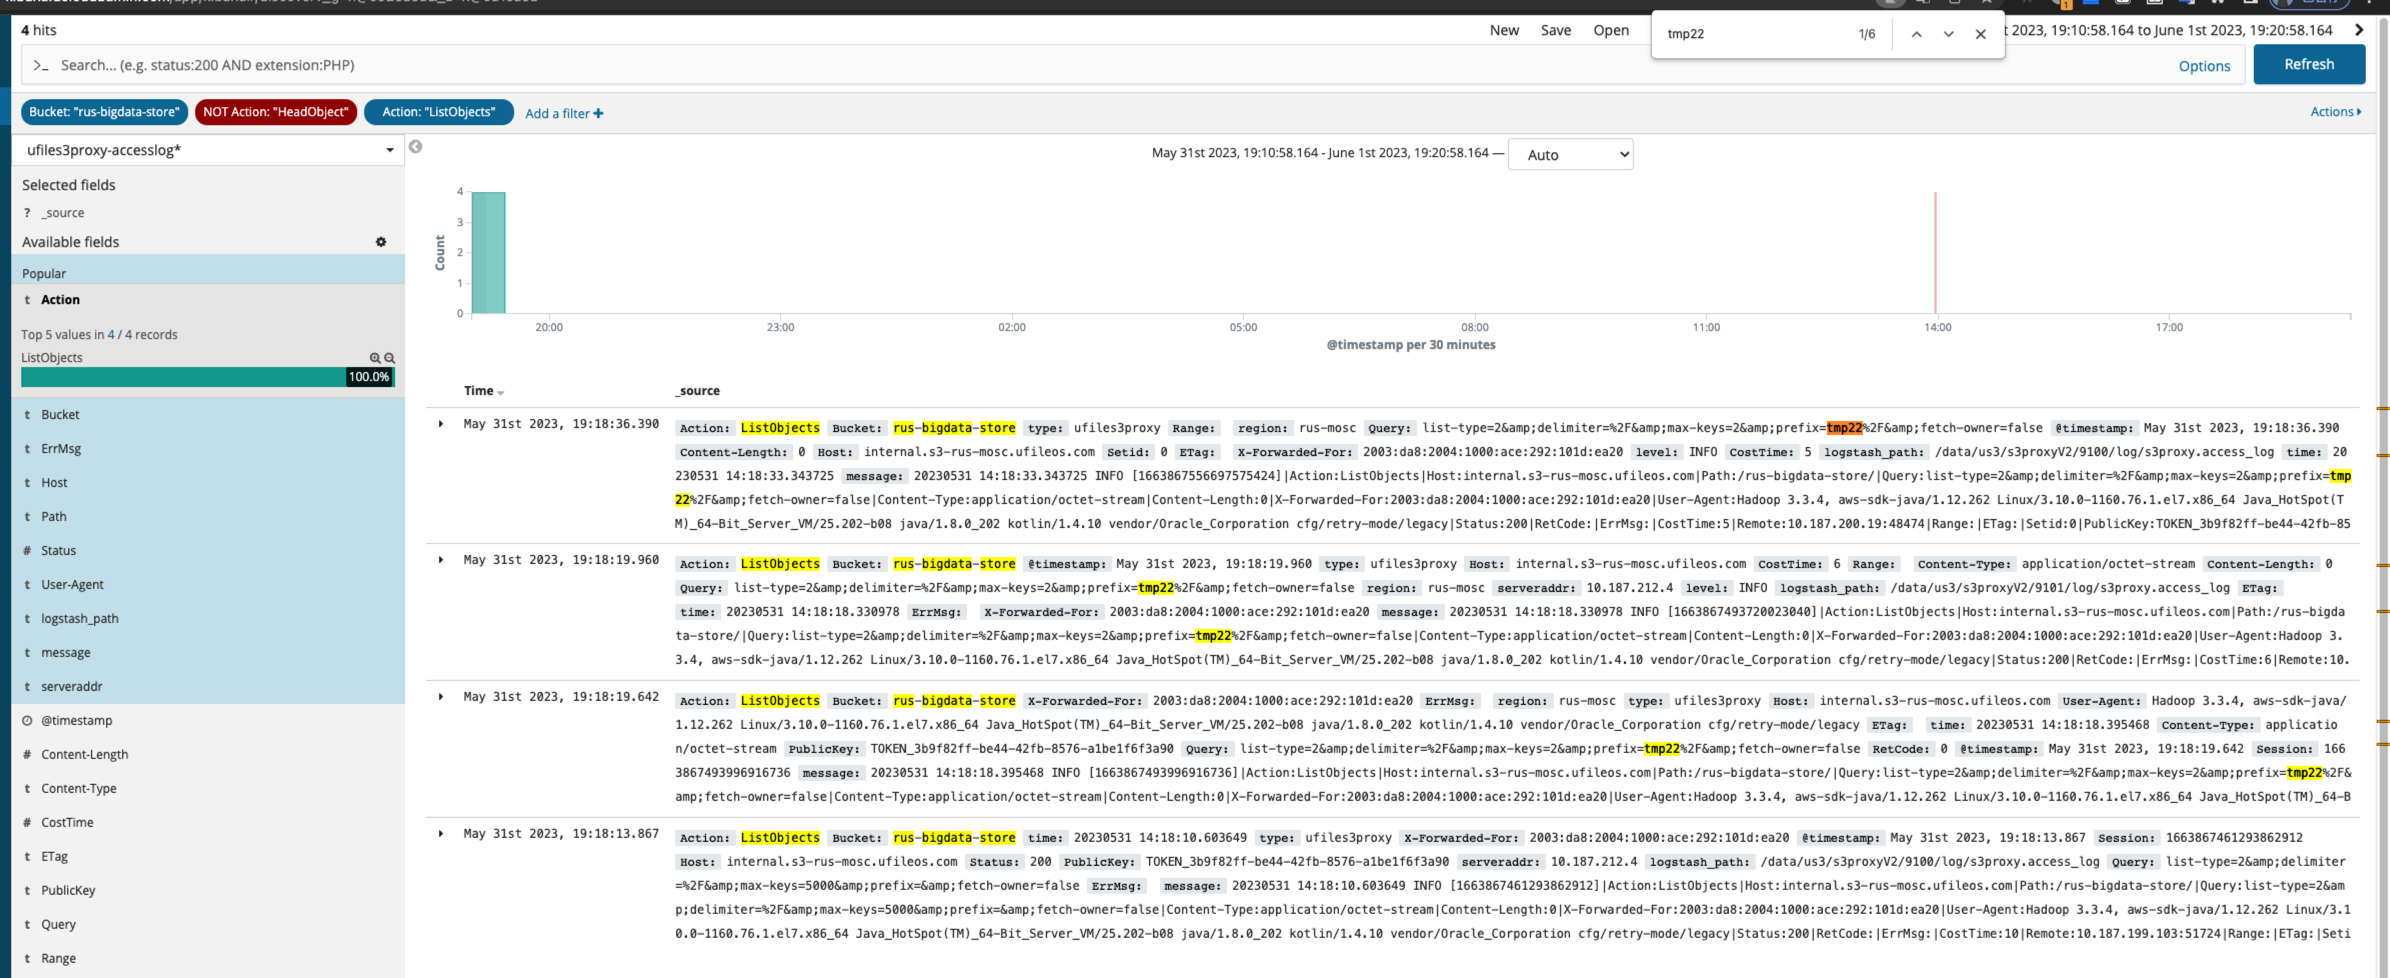 4 hits
New Save Open
tmp22 1/6
t 2023, 19:10:58.164 to June 1st 2023, 19:20:58.164
>_ Search... (e.g. status:200 AND extension:PHP)
Options
Refresh
Bucket: "rus-bigdata-store" NOT Action: "HeadObject" Action: "ListObjects" Add a filter +
Actions
ufiles3proxy-accesslog*
May 31st 2023, 19:10:58.164 - June 1st 2023, 19:20:58.164 — Auto
Selected fields
? _source
Available fields
Popular
t Action
Top 5 values in 4 / 4 records
ListObjects
100.0%
t Bucket
t ErrMsg
t Host
t Path
# Status
t User-Agent
t logstash_path
t message
t serveraddr
@timestamp
# Content-Length
t Content-Type
# CostTime
t ETag
t PublicKey
t Query
t Range
Count
4
3
2
1
0
20:00 23:00 02:00 05:00 08:00 11:00 14:00 17:00
@timestamp per 30 minutes
Time _source
May 31st 2023, 19:18:36.390
Action: ListObjects Bucket: rus-bigdata-store type: ufiles3proxy Range: region: rus-mosc Query: list-type=2&amp;delimiter=%2F&amp;max-keys=2&amp;prefix=tmp22%2F&amp;fetch-owner=false @timestamp: May 31st 2023, 19:18:36.390
Content-Length: 0 Host: internal.s3-rus-mosc.ufileos.com Setid: 0 ETag: X-Forwarded-For: 2003:da8:2004:1000:ace:292:101d:ea20 level: INFO CostTime: 5 logstash_path: /data/us3/s3proxyV2/9100/log/s3proxy.access_log time: 20
230531 14:18:33.343725 message: 20230531 14:18:33.343725 INFO [1663867556697575424]|Action:ListObjects|Host:internal.s3-rus-mosc.ufileos.com|Path:/rus-bigdata-store/|Query:list-type=2&amp;delimiter=%2F&amp;max-keys=2&amp;prefix=tmp
22%2F&amp;fetch-owner=false|Content-Type:application/octet-stream|Content-Length:0|X-Forwarded-For:2003:da8:2004:1000:ace:292:101d:ea20|User-Agent:Hadoop 3.3.4, aws-sdk-java/1.12.262 Linux/3.10.0-1160.76.1.el7.x86_64 Java_HotSpot(T
M)_64-Bit_Server_VM/25.202-b08 java/1.8.0_202 kotlin/1.4.10 vendor/Oracle_Corporation cfg/retry-mode/legacy|Status:200|RetCode:|ErrMsg:|CostTime:5|Remote:10.187.200.19:48474|Range:|ETag:|Setid:0|PublicKey:TOKEN_3b9f82ff-be44-42fb-85
May 31st 2023, 19:18:19.960
Action: ListObjects Bucket: rus-bigdata-store @timestamp: May 31st 2023, 19:18:19.960 type: ufiles3proxy Host: internal.s3-rus-mosc.ufileos.com CostTime: 6 Range: Content-Type: application/octet-stream Content-Length: 0
Query: list-type=2&amp;delimiter=%2F&amp;max-keys=2&amp;prefix=tmp22%2F&amp;fetch-owner=false region: rus-mosc serveraddr: 10.187.212.4 level: INFO logstash_path: /data/us3/s3proxyV2/9101/log/s3proxy.access_log ETag:
time: 20230531 14:18:18.330978 ErrMsg: X-Forwarded-For: 2003:da8:2004:1000:ace:292:101d:ea20 message: 20230531 14:18:18.330978 INFO [1663867493720023040]|Action:ListObjects|Host:internal.s3-rus-mosc.ufileos.com|Path:/rus-bigda
ta-store/|Query:list-type=2&amp;delimiter=%2F&amp;max-keys=2&amp;prefix=tmp22%2F&amp;fetch-owner=false|Content-Type:application/octet-stream|Content-Length:0|X-Forwarded-For:2003:da8:2004:1000:ace:292:101d:ea20|User-Agent:Hadoop 3.
3.4, aws-sdk-java/1.12.262 Linux/3.10.0-1160.76.1.el7.x86_64 Java_HotSpot(TM)_64-Bit_Server_VM/25.202-b08 java/1.8.0_202 kotlin/1.4.10 vendor/Oracle_Corporation cfg/retry-mode/legacy|Status:200|RetCode:|ErrMsg:|CostTime:6|Remote:10.
May 31st 2023, 19:18:19.642
Action: ListObjects Bucket: rus-bigdata-store X-Forwarded-For: 2003:da8:2004:1000:ace:292:101d:ea20 ErrMsg: region: rus-mosc type: ufiles3proxy Host: internal.s3-rus-mosc.ufileos.com User-Agent: Hadoop 3.3.4, aws-sdk-java/
1.12.262 Linux/3.10.0-1160.76.1.el7.x86_64 Java_HotSpot(TM)_64-Bit_Server_VM/25.202-b08 java/1.8.0_202 kotlin/1.4.10 vendor/Oracle_Corporation cfg/retry-mode/legacy ETag: time: 20230531 14:18:18.395468 Content-Type: applicatio
n/octet-stream PublicKey: TOKEN_3b9f82ff-be44-42fb-8576-a1be1f6f3a90 Query: list-type=2&amp;delimiter=%2F&amp;max-keys=2&amp;prefix=tmp22%2F&amp;fetch-owner=false RetCode: 0 @timestamp: May 31st 2023, 19:18:19.642 Session: 166
3867493996916736 message: 20230531 14:18:18.395468 INFO [1663867493996916736]|Action:ListObjects|Host:internal.s3-rus-mosc.ufileos.com|Path:/rus-bigdata-store/|Query:list-type=2&amp;delimiter=%2F&amp;max-keys=2&amp;prefix=tmp22%2F&
amp;fetch-owner=false|Content-Type:application/octet-stream|Content-Length:0|X-Forwarded-For:2003:da8:2004:1000:ace:292:101d:ea20|User-Agent:Hadoop 3.3.4, aws-sdk-java/1.12.262 Linux/3.10.0-1160.76.1.el7.x86_64 Java_HotSpot(TM)_64-B
May 31st 2023, 19:18:13.867
Action: ListObjects Bucket: rus-bigdata-store time: 20230531 14:18:10.603649 type: ufiles3proxy X-Forwarded-For: 2003:da8:2004:1000:ace:292:101d:ea20 @timestamp: May 31st 2023, 19:18:13.867 Session: 1663867461293862912
Host: internal.s3-rus-mosc.ufileos.com Status: 200 PublicKey: TOKEN_3b9f82ff-be44-42fb-8576-a1be1f6f3a90 serveraddr: 10.187.212.4 logstash_path: /data/us3/s3proxyV2/9100/log/s3proxy.access_log Query: list-type=2&amp;delimiter
=%2F&amp;max-keys=5000&amp;prefix=&amp;fetch-owner=false ErrMsg: message: 20230531 14:18:10.603649 INFO [1663867461293862912]|Action:ListObjects|Host:internal.s3-rus-mosc.ufileos.com|Path:/rus-bigdata-store/|Query:list-type=2&am
p;delimiter=%2F&amp;max-keys=5000&amp;prefix=&amp;fetch-owner=false|Content-Type:application/octet-stream|Content-Length:0|X-Forwarded-For:2003:da8:2004:1000:ace:292:101d:ea20|User-Agent:Hadoop 3.3.4, aws-sdk-java/1.12.262 Linux/3.1
0.0-1160.76.1.el7.x86_64 Java_HotSpot(TM)_64-Bit_Server_VM/25.202-b08 java/1.8.0_202 kotlin/1.4.10 vendor/Oracle_Corporation cfg/retry-mode/legacy|Status:200|RetCode:|ErrMsg:|CostTime:10|Remote:10.187.199.103:51724|Range:|ETag:|Seti